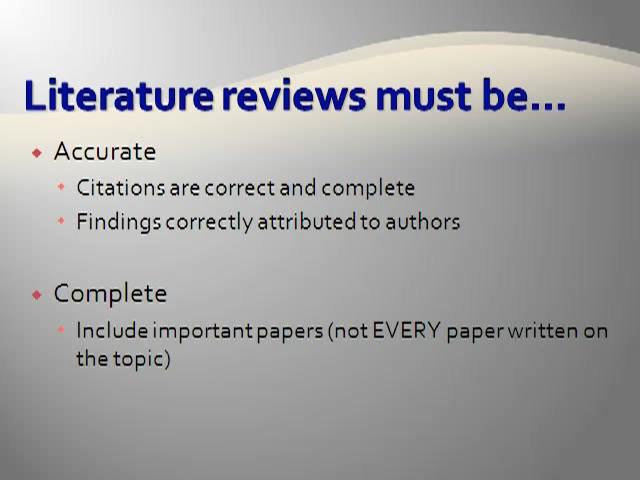 Literature reviews must be...
Accurate
Citations are correct and complete
Findings correctly attributed to authors
Complete
Include important papers (not EVERY paper written on
the topic)